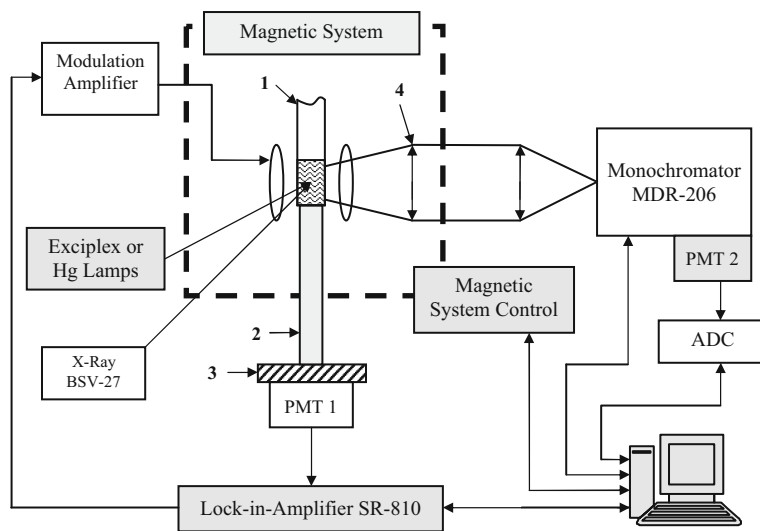 Magnetic System
Modulation
Amplifier
1
4
Monochromator
MDR-206
Exciplex or
Hg Lamps
PMT 2
Magnetic
System Control
2
ADC
X-Ray
BSV-27
3
PMT 1
Lock-in-Amplifier SR-810